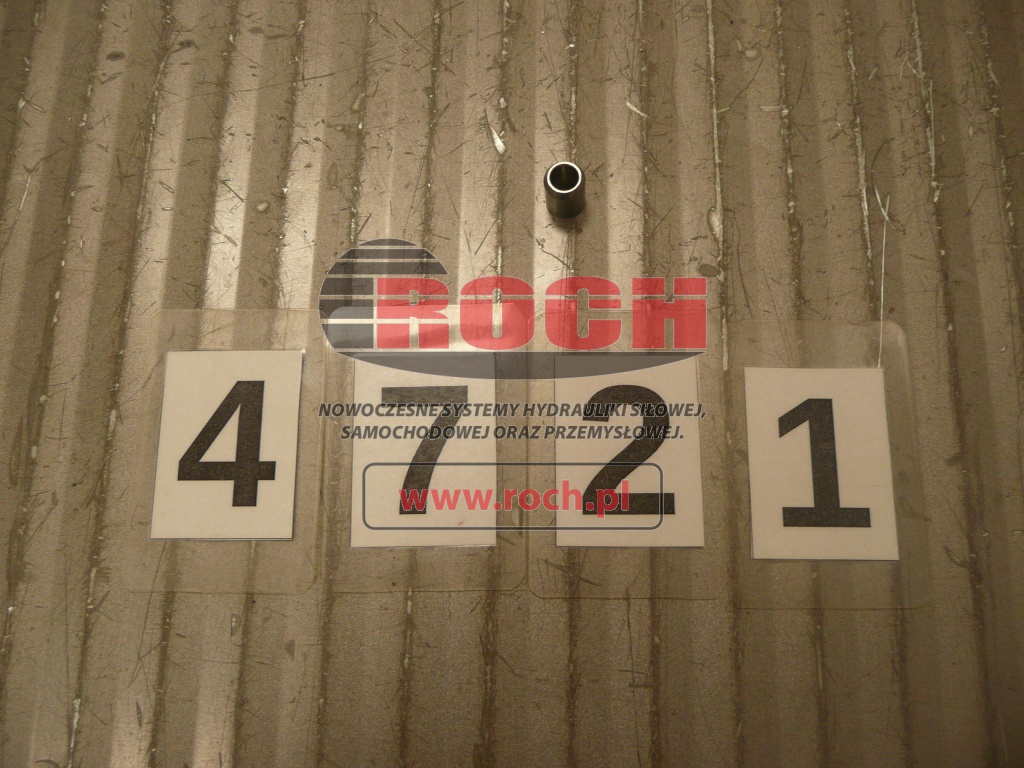 ROCH
NOWOCZESNE SYSTEMY HYDRAULIKI SIŁOWEJ,
SAMOCHODOWEJ ORAZ PRZEMYSŁOWEJ.
4 7 2 1
www.roch.pl